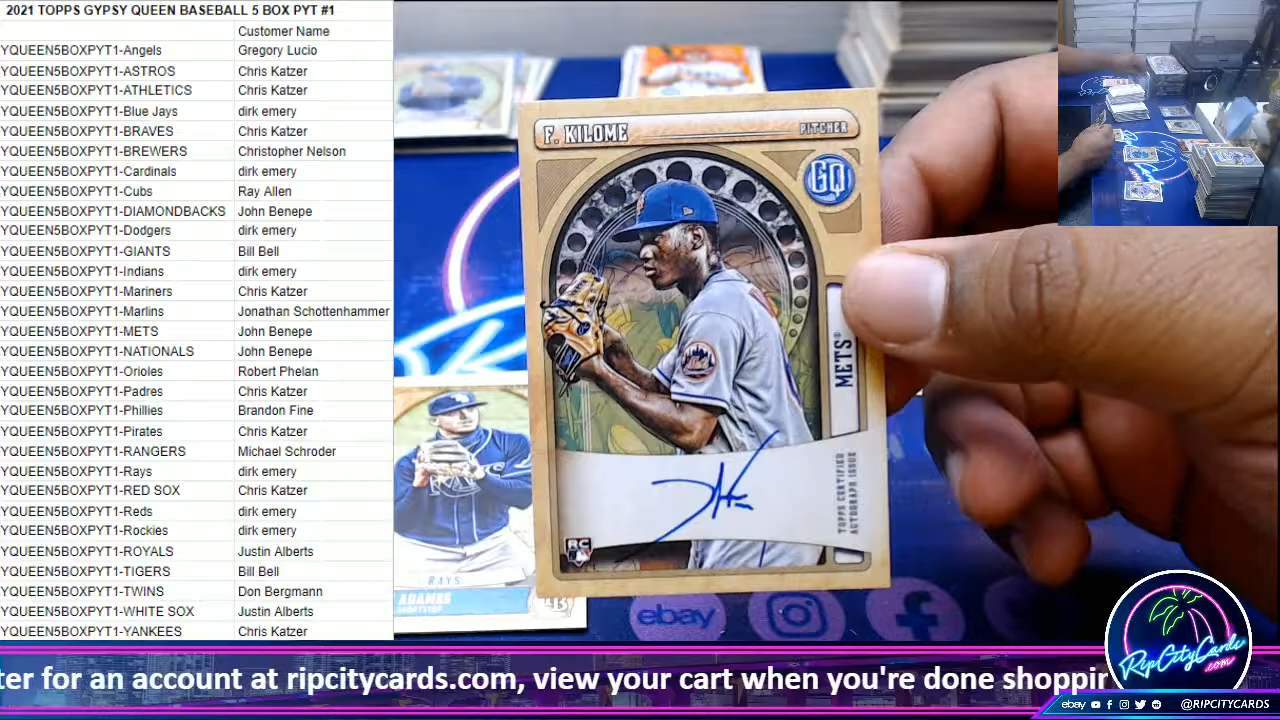 2021 TOPPS GYPSY QUEEN BASEBALL 5 BOX PYT #1
Customer Name
YQUEEN5BOXPYT1-Angels Gregory Lucio
YQUEEN5BOXPYT1-ASTROS Chris Katzer
YQUEEN5BOXPYT1-ATHLETICS Chris Katzer
YQUEEN5BOXPYT1-Blue Jays dirk emery
YQUEEN5BOXPYT1-BRAVES Chris Katzer
YQUEEN5BOXPYT1-BREWERS Christopher Nelson
YQUEEN5BOXPYT1-Cardinals dirk emery
YQUEEN5BOXPYT1-Cubs Ray Allen
YQUEEN5BOXPYT1-DIAMONDBACKS John Benepe
YQUEEN5BOXPYT1-Dodgers dirk emery
YQUEEN5BOXPYT1-GIANTS Bill Bell
YQUEEN5BOXPYT1-Indians dirk emery
YQUEEN5BOXPYT1-Mariners Chris Katzer
YQUEEN5BOXPYT1-Marlins Jonathan Schottenhammer
YQUEEN5BOXPYT1-METS John Benepe
YQUEEN5BOXPYT1-NATIONALS John Benepe
YQUEEN5BOXPYT1-Orioles Robert Phelan
YQUEEN5BOXPYT1-Padres Chris Katzer
YQUEEN5BOXPYT1-Phillies Brandon Fine
YQUEEN5BOXPYT1-Pirates Chris Katzer
YQUEEN5BOXPYT1-RANGERS Michael Schroder
YQUEEN5BOXPYT1-Rays dirk emery
YQUEEN5BOXPYT1-RED SOX Chris Katzer
YQUEEN5BOXPYT1-Reds dirk emery
YQUEEN5BOXPYT1-Rockies dirk emery
YQUEEN5BOXPYT1-ROYALS Justin Alberts
YQUEEN5BOXPYT1-TIGERS Bill Bell
YQUEEN5BOXPYT1-TWINS Don Bergmann
YQUEEN5BOXPYT1-WHITE SOX Justin Alberts
YQUEEN5BOXPYT1-YANKEES Chris Katzer
F. KILOME PITCHER
GQ
METS
TOPPS CERTIFIED
AUTOGRAPH ISSUE
RC
RAYS
RAYS
ADAMES
SHORTSTOP
ebay
ter for an account at ripcitycards.com, view your cart when you're done shoppin
RipCityCards
.com
ebay @RIPCITYCARDS